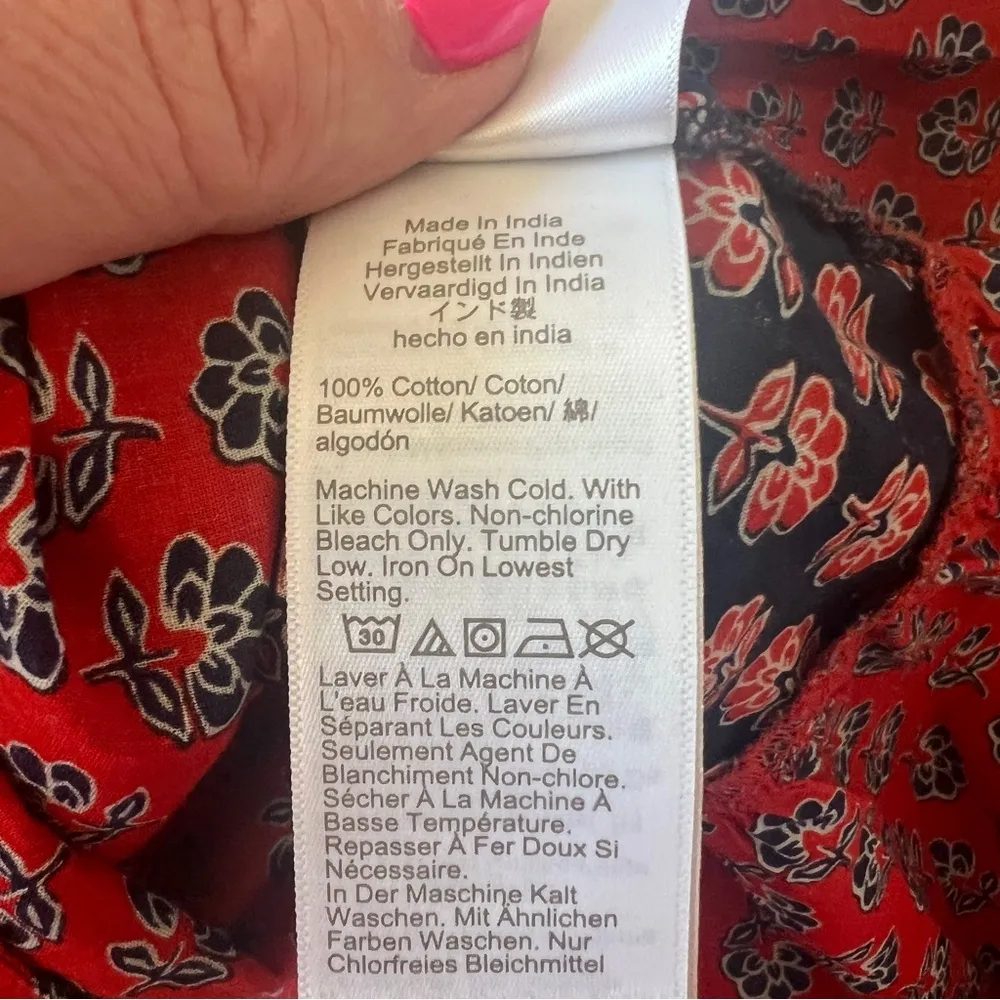 Made In India
Fabriqué En Inde
Hergestellt In Indien
Vervaardigd In India
インド製
hecho en india
100% Cotton/ Coton/
Baumwolle/ Katoen/ 綿/
algodón
Machine Wash Cold. With
Like Colors. Non-chlorine
Bleach Only. Tumble Dry
Low. Iron On Lowest
Setting.
30
Laver À La Machine À
L'eau Froide. Laver En
Séparant Les Couleurs.
Seulement Agent De
Blanchiment Non-chlore.
Sécher À La Machine À
Basse Température.
Repasser À Fer Doux Si
Nécessaire.
In Der Maschine Kalt
Waschen. Mit Ähnlichen
Farben Waschen. Nur
Chlorfreies Bleichmittel